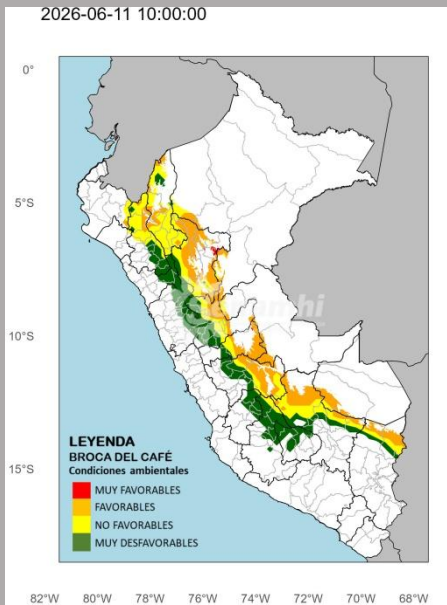 2026-06-11 10:00:00
0°
5°S
10°S
15°S
senamhi
LEYENDA
BROCA DEL CAFÉ
Condiciones ambientales
MUY FAVORABLES
FAVORABLES
NO FAVORABLES
MUY DESFAVORABLES
82°W 80°W 78°W 76°W 74°W 72°W 70°W 68°W